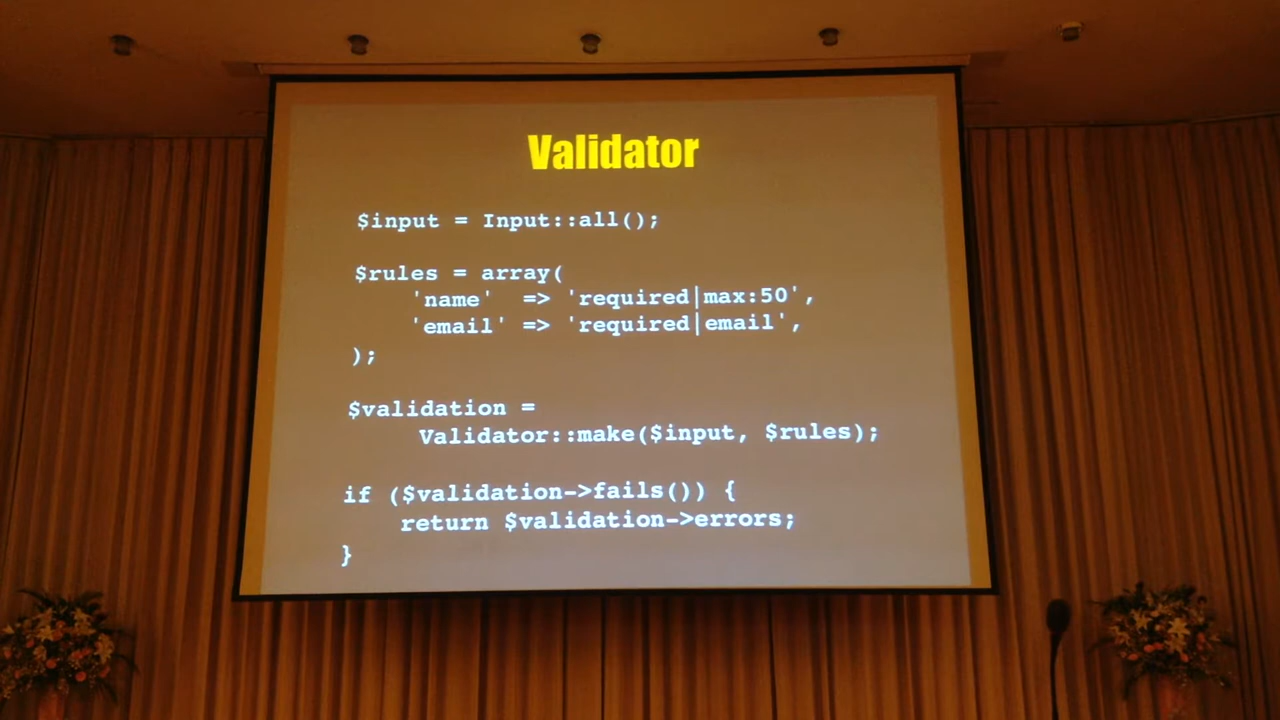 Validator
$input = Input::all();
$rules = array(
    'name'  => 'required|max:50',
    'email' => 'required|email',
);
$validation =
     Validator::make($input, $rules);
if ($validation->fails()) {
    return $validation->errors;
}